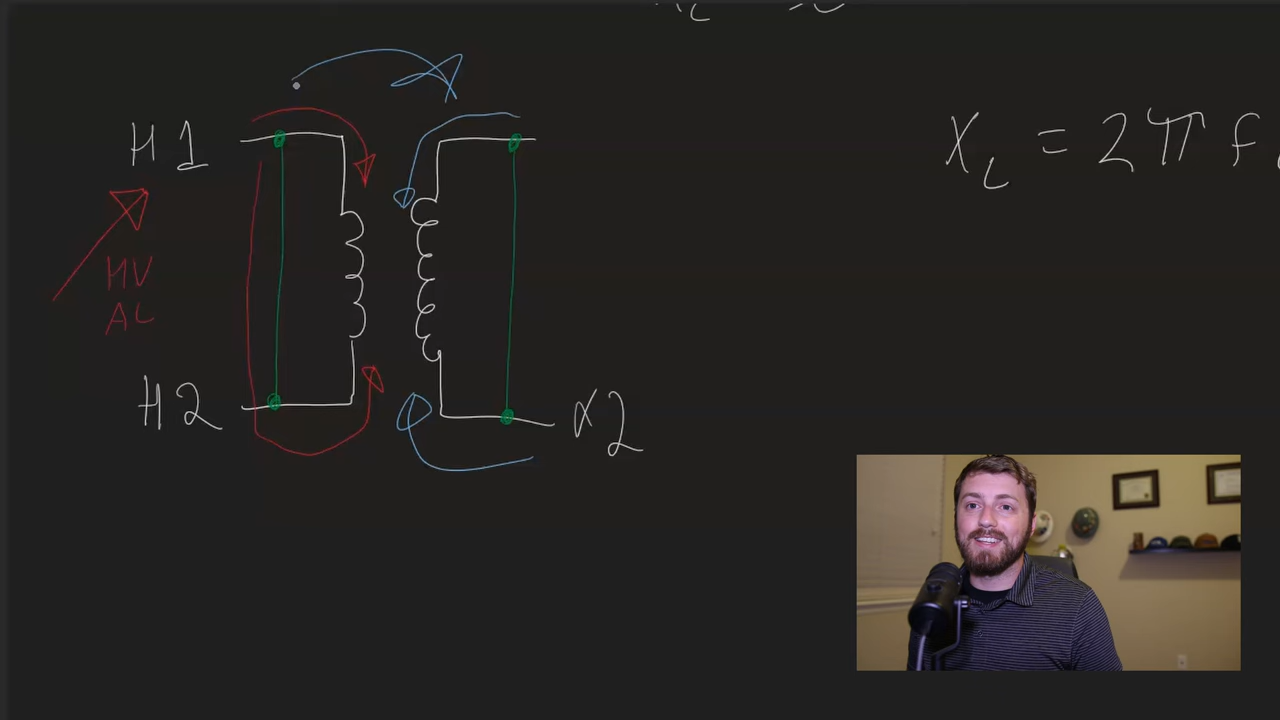 H1
X_L = 2πf
HV
AC
H2
X2